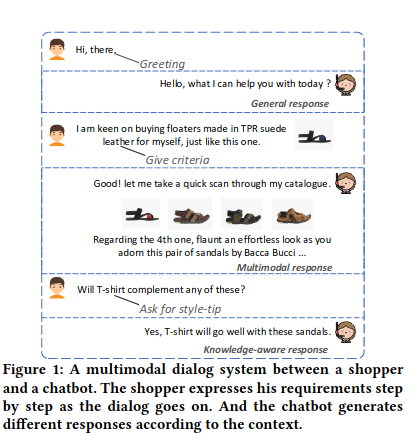 Hi, there,
Greeting
Hello, what I can help you with today ?
General response
I am keen on buying floaters made in TPR suede
leather for myself, just like this one.
Give criteria
Good! let me take a quick scan through my catalogue.
Regarding the 4th one, flaunt an effortless look as you
adorn this pair of sandals by Bacca Bucci ...
Multimodal response
Will T-shirt complement any of these?
Ask for style-tip
Yes, T-shirt will go well with these sandals.
Knowledge-aware response
Figure 1: A multimodal dialog system between a shopper
and a chatbot. The shopper expresses his requirements step
by step as the dialog goes on. And the chatbot generates
different responses according to the context.